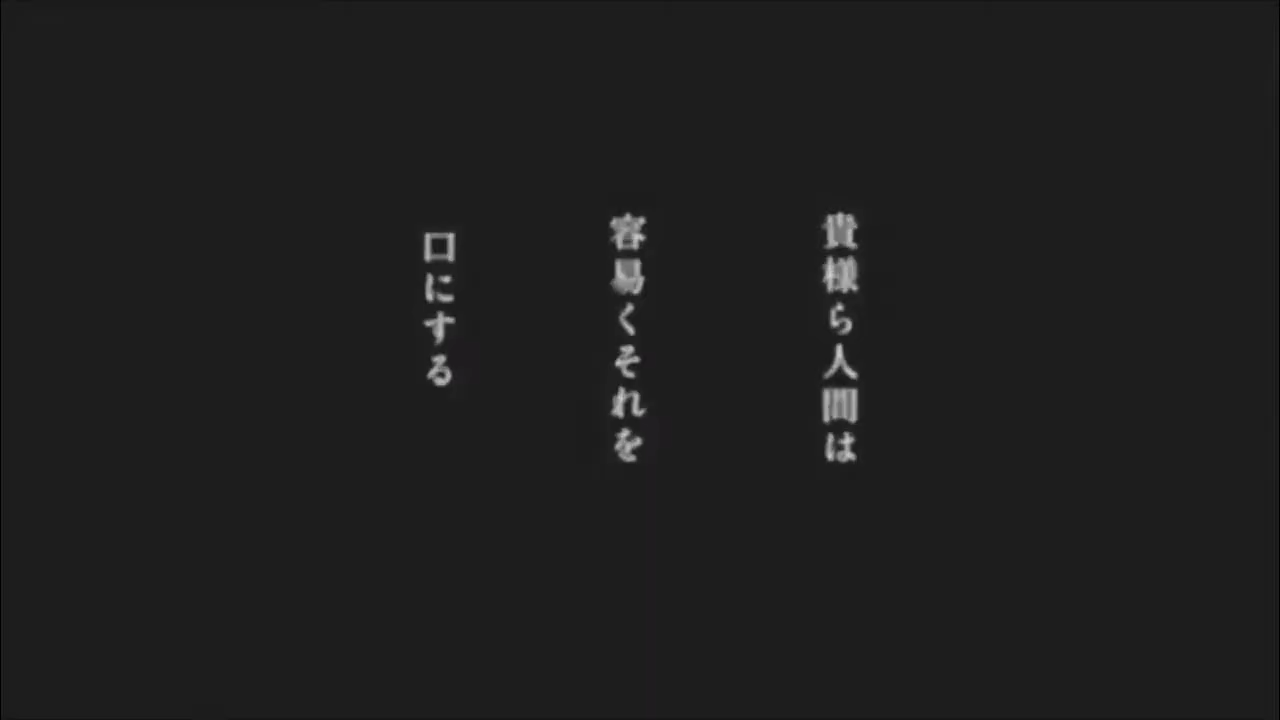 貴様ら人間は
容易くそれを
口にする